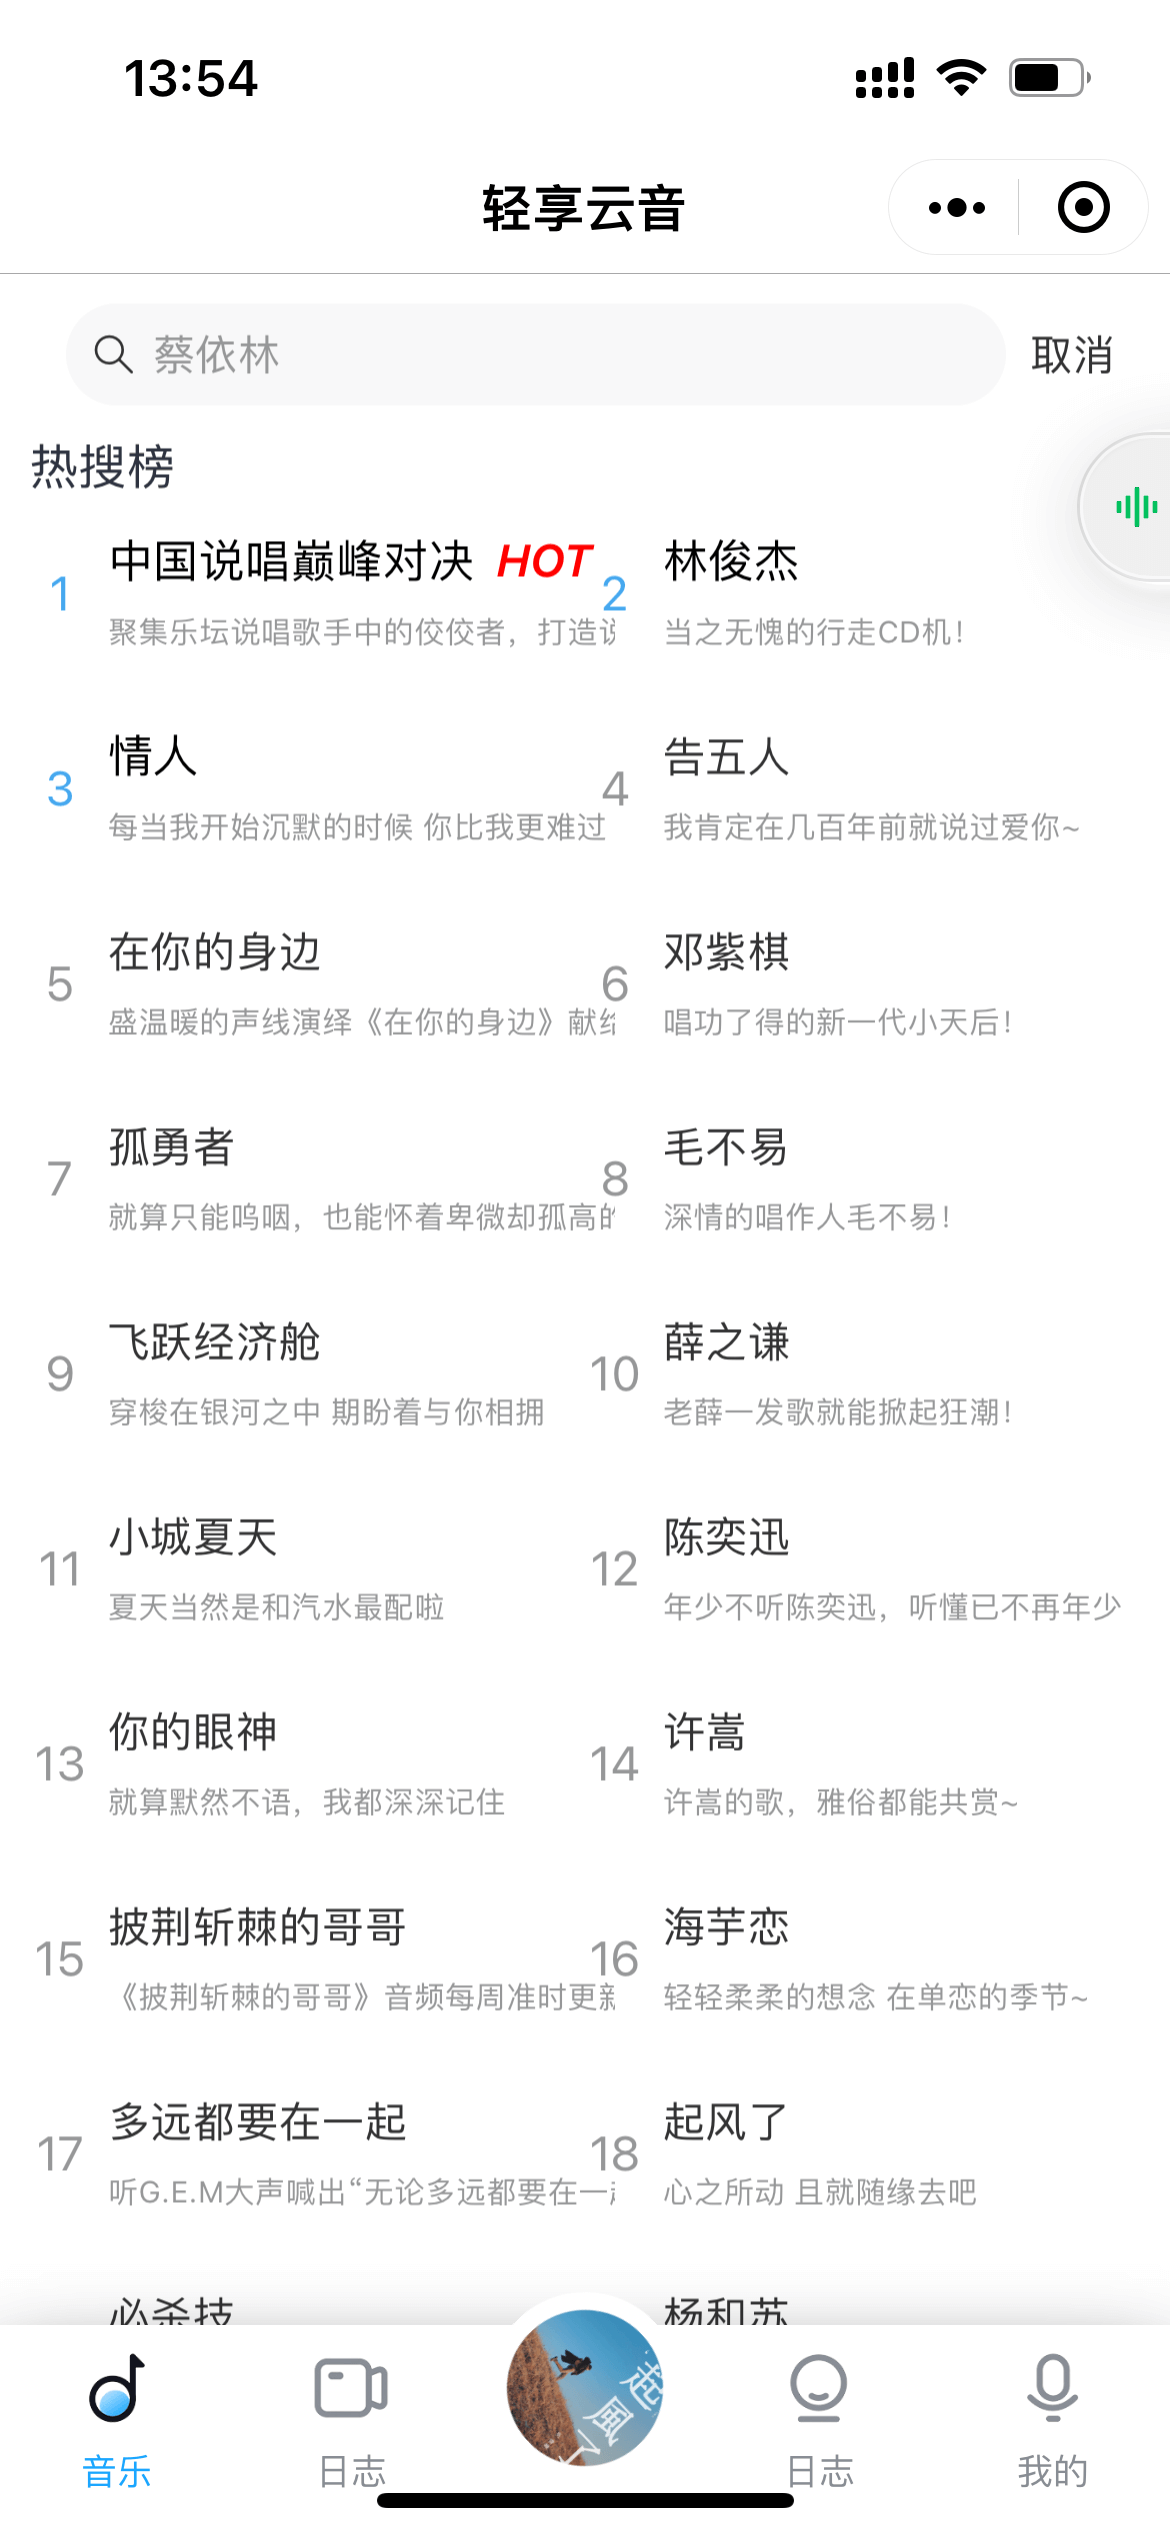 13:54
轻享云音
蔡依林
取消
热搜榜
1
中国说唱巅峰对决 HOT
聚集乐坛说唱歌手中的佼佼者，打造说
2
林俊杰
当之无愧的行走CD机！
3
情人
每当我开始沉默的时候 你比我更难过
4
告五人
我肯定在几百年前就说过爱你~
5
在你的身边
盛温暖的声线演绎《在你的身边》献给
6
邓紫棋
唱功了得的新一代小天后！
7
孤勇者
就算只能呜咽，也能怀着卑微却孤高的
8
毛不易
深情的唱作人毛不易！
9
飞跃经济舱
穿梭在银河之中 期盼着与你相拥
10
薛之谦
老薛一发歌就能掀起狂潮！
11
小城夏天
夏天当然是和汽水最配啦
12
陈奕迅
年少不听陈奕迅，听懂已不再年少
13
你的眼神
就算默然不语，我都深深记住
14
许嵩
许嵩的歌，雅俗都能共赏~
15
披荆斩棘的哥哥
《披荆斩棘的哥哥》音频每周准时更新
16
海芋恋
轻轻柔柔的想念 在单恋的季节~
17
多远都要在一起
听G.E.M大声喊出“无论多远都要在一起
18
起风了
心之所动 且就随缘去吧
必杀技
杨和苏
起風了
音乐
日志
日志
我的